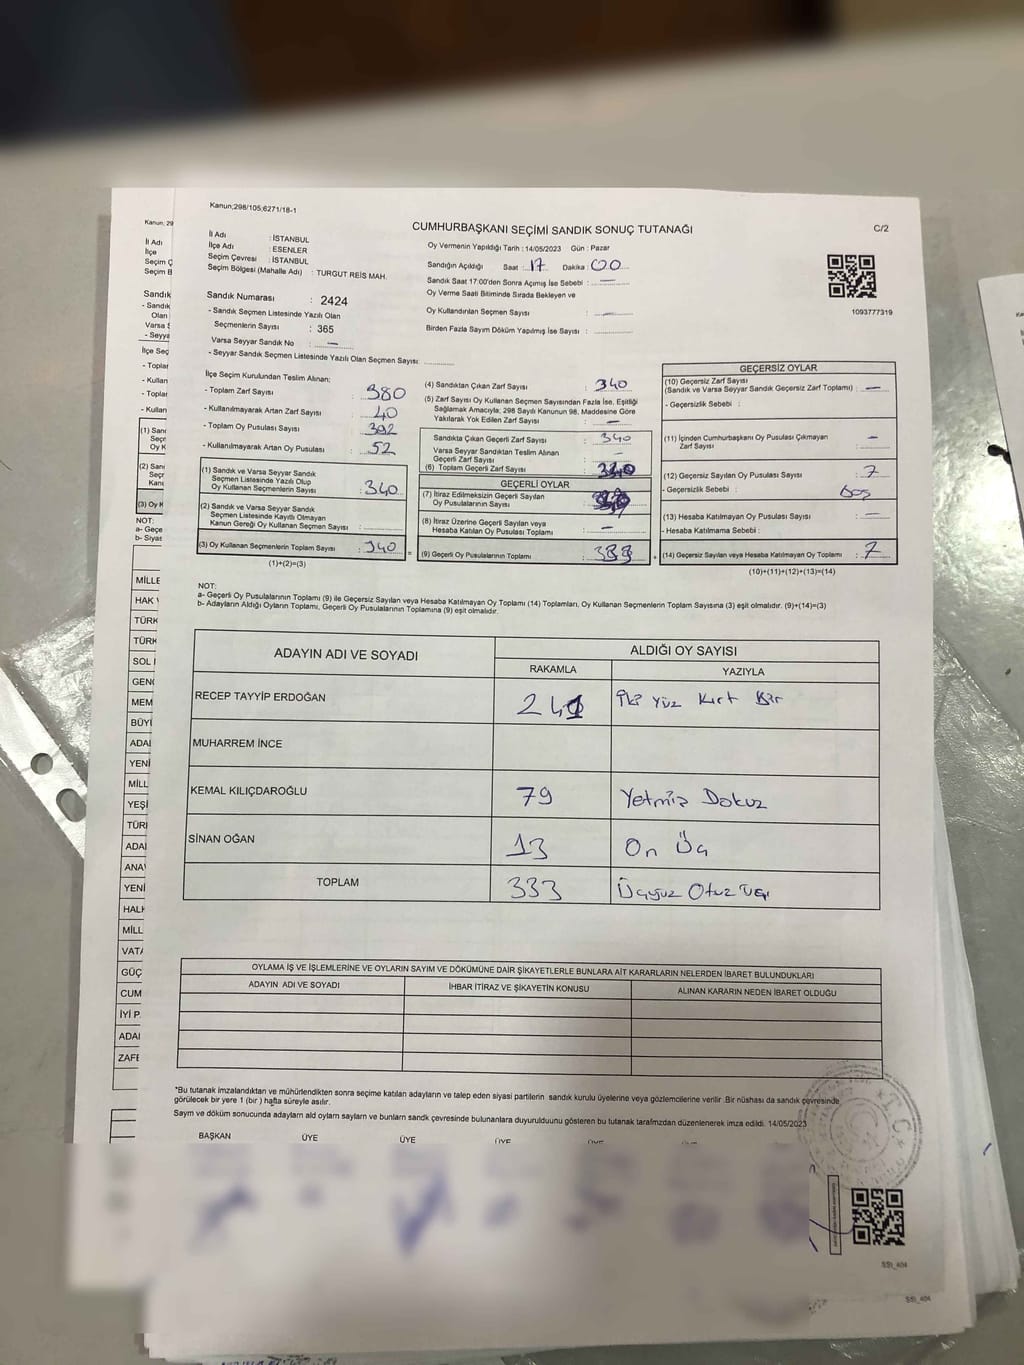 Kanun;298/105;6271/18-1
CUMHURBAŞKANI SEÇİMİ SANDIK SONUÇ TUTANAĞI
C/2
İl Adı : İSTANBUL
İlçe Adı : ESENLER
Seçim Çevresi : İSTANBUL
Seçim Bölgesi (Mahalle Adı) : TURGUT REİS MAH.
Oy Vermenin Yapıldığı Tarih : 14/05/2023 Gün : Pazar
Sandığın Açıldığı Saat : 17 Dakika : 00
Sandık Saat 17:00'den Sonra Açımış İse Sebebi : —
Oy Verme Saati Bitiminde Sırada Bekleyen ve
Oy Kullandırılan Seçmen Sayısı : —
Birden Fazla Sayım Döküm Yapılmış İse Sayısı :
1093777319
Sandık Numarası : 2424
- Sandık Seçmen Listesinde Yazılı Olan
Seçmenlerin Sayısı : 365
Varsa Seyyar Sandık No : —
- Seyyar Sandık Seçmen Listesinde Yazılı Olan Seçmen Sayısı:
İlçe Seçim Kurulundan Teslim Alınan:
- Toplam Zarf Sayısı : 380
- Kullanılmayarak Artan Zarf Sayısı : 40
- Toplam Oy Pusulası Sayısı : 392
- Kullanılmayarak Artan Oy Pusulası : 52
(1) Sandık ve Varsa Seyyar Sandık
Seçmen Listesinde Yazılı Olup
Oy Kullanan Seçmenlerin Sayısı : 340
(2) Sandık ve Varsa Seyyar Sandık
Seçmen Listesinde Kayıtlı Olmayan
Kanun Gereği Oy Kullanan Seçmen Sayısı :
(3) Oy Kullanan Seçmenlerin Toplam Sayısı : 340
(1)+(2)=(3)
(4) Sandıktan Çıkan Zarf Sayısı : 340
(5) Zarf Sayısı Oy Kullanan Seçmen Sayısından Fazla İse, Eşitliği
Sağlamak Amacıyla; 298 Sayılı Kanunun 98. Maddesine Göre
Yakılarak Yok Edilen Zarf Sayısı : —
Sandıkta Çıkan Geçerli Zarf Sayısı : 340
Varsa Seyyar Sandıktan Teslim Alınan
Geçerli Zarf Sayısı : —
(6) Toplam Geçerli Zarf Sayısı : 340
GEÇERLİ OYLAR
(7) İtiraz Edilmeksizin Geçerli Sayılan
Oy Pusulalarının Sayısı :
(8) İtiraz Üzerine Geçerli Sayılan veya
Hesaba Katılan Oy Pusulası Toplamı : —
(9) Geçerli Oy Pusulalarının Toplamı : 333
GEÇERSİZ OYLAR
(10) Geçersiz Zarf Sayısı
(Sandık ve Varsa Seyyar Sandık Geçersiz Zarf Toplamı) : —
- Geçersizlik Sebebi :
(11) İçinden Cumhurbaşkanı Oy Pusulası Çıkmayan
Zarf Sayısı : —
(12) Geçersiz Sayılan Oy Pusulası Sayısı : 7
- Geçersizlik Sebebi : boş
(13) Hesaba Katılmayan Oy Pusulası Sayısı : —
- Hesaba Katılmama Sebebi :
(14) Geçersiz Sayılan veya Hesaba Katılmayan Oy Toplamı : 7
(10)+(11)+(12)+(13)=(14)
NOT:
a- Geçerli Oy Pusulalarının Toplamı (9) ile Geçersiz Sayılan veya Hesaba Katılmayan Oy Toplamı (14) Toplamları, Oy Kullanan Seçmenlerin Toplam Sayısına (3) eşit olmalıdır. (9)+(14)=(3)
b- Adayların Aldığı Oyların Toplamı, Geçerli Oy Pusulalarının Toplamına (9) eşit olmalıdır.
ADAYIN ADI VE SOYADI
ALDIĞI OY SAYISI
RAKAMLA YAZIYLA
RECEP TAYYİP ERDOĞAN 241 İki Yüz Kırt Bir
MUHARREM İNCE
KEMAL KILIÇDAROĞLU 79 Yetmiş Dokuz
SİNAN OĞAN 13 On Üç
TOPLAM 333 Üçyüz Otuz üç
OYLAMA İŞ VE İŞLEMLERİNE VE OYLARIN SAYIM VE DÖKÜMÜNE DAİR ŞİKAYETLERLE BUNLARA AİT KARARLARIN NELERDEN İBARET BULUNDUKLARI
ADAYIN ADI VE SOYADI İHBAR İTİRAZ VE ŞİKAYETİN KONUSU ALINAN KARARIN NEDEN İBARET OLDUĞU
*Bu tutanak imzalandıktan ve mühürlendikten sonra seçime katılan adayların ve talep eden siyasi partilerin sandık kurulu üyelerine veya gözlemcilerine verilir .Bir nüshası da sandık çevresinde
görülecek bir yere 1 (bir ) hafta süreyle asılır.
Sayım ve döküm sonucunda adayların ald oyların sayların ve bunların sandk çevresinde bulunanlara duyurulduunu gösteren bu tutanak tarafmzdan düzenlenerek imza edildi. 14/05/2023
BAŞKAN ÜYE ÜYE ÜYE
SSt_404
SSt_404